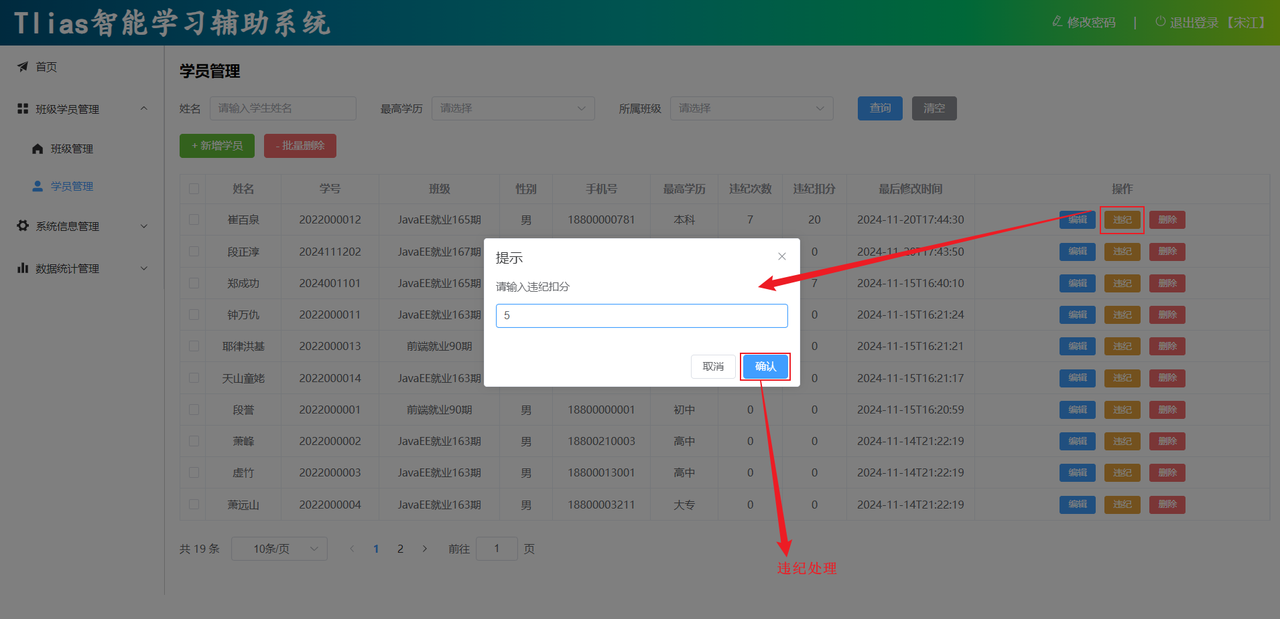 Tlias智能学习辅助系统
修改密码 | 退出登录 【宋江】
首页
班级学员管理
班级管理
学员管理
系统信息管理
数据统计管理
学员管理
姓名 请输入学生姓名 最高学历 请选择 所属班级 请选择 查询 清空
+ 新增学员 - 批量删除
姓名 学号 班级 性别 手机号 最高学历 违纪次数 违纪扣分 最后修改时间 操作
崔百泉 2022000012 JavaEE就业165期 男 18800000781 本科 7 20 2024-11-20T17:44:30 编辑 违纪 删除
段正淳 2024111202 JavaEE就业167期 0 2024-11-20T17:43:50 编辑 违纪 删除
郑成功 2024001101 JavaEE就业165期 7 2024-11-15T16:40:10 编辑 违纪 删除
钟万仇 2022000011 JavaEE就业163期 0 2024-11-15T16:21:24 编辑 违纪 删除
耶律洪基 2022000013 前端就业90期 0 2024-11-15T16:21:21 编辑 违纪 删除
天山童姥 2022000014 JavaEE就业163期 0 2024-11-15T16:21:17 编辑 违纪 删除
段誉 2022000001 前端就业90期 男 18800000001 初中 0 0 2024-11-15T16:20:59 编辑 违纪 删除
萧峰 2022000002 JavaEE就业163期 男 18800210003 高中 0 0 2024-11-14T21:22:19 编辑 违纪 删除
虚竹 2022000003 JavaEE就业163期 男 18800013001 高中 0 0 2024-11-14T21:22:19 编辑 违纪 删除
萧远山 2022000004 JavaEE就业163期 男 18800003211 大专 0 0 2024-11-14T21:22:19 编辑 违纪 删除
共 19 条 10条/页 1 2 前往 1 页
提示
请输入违纪扣分
5
取消 确认
违纪处理